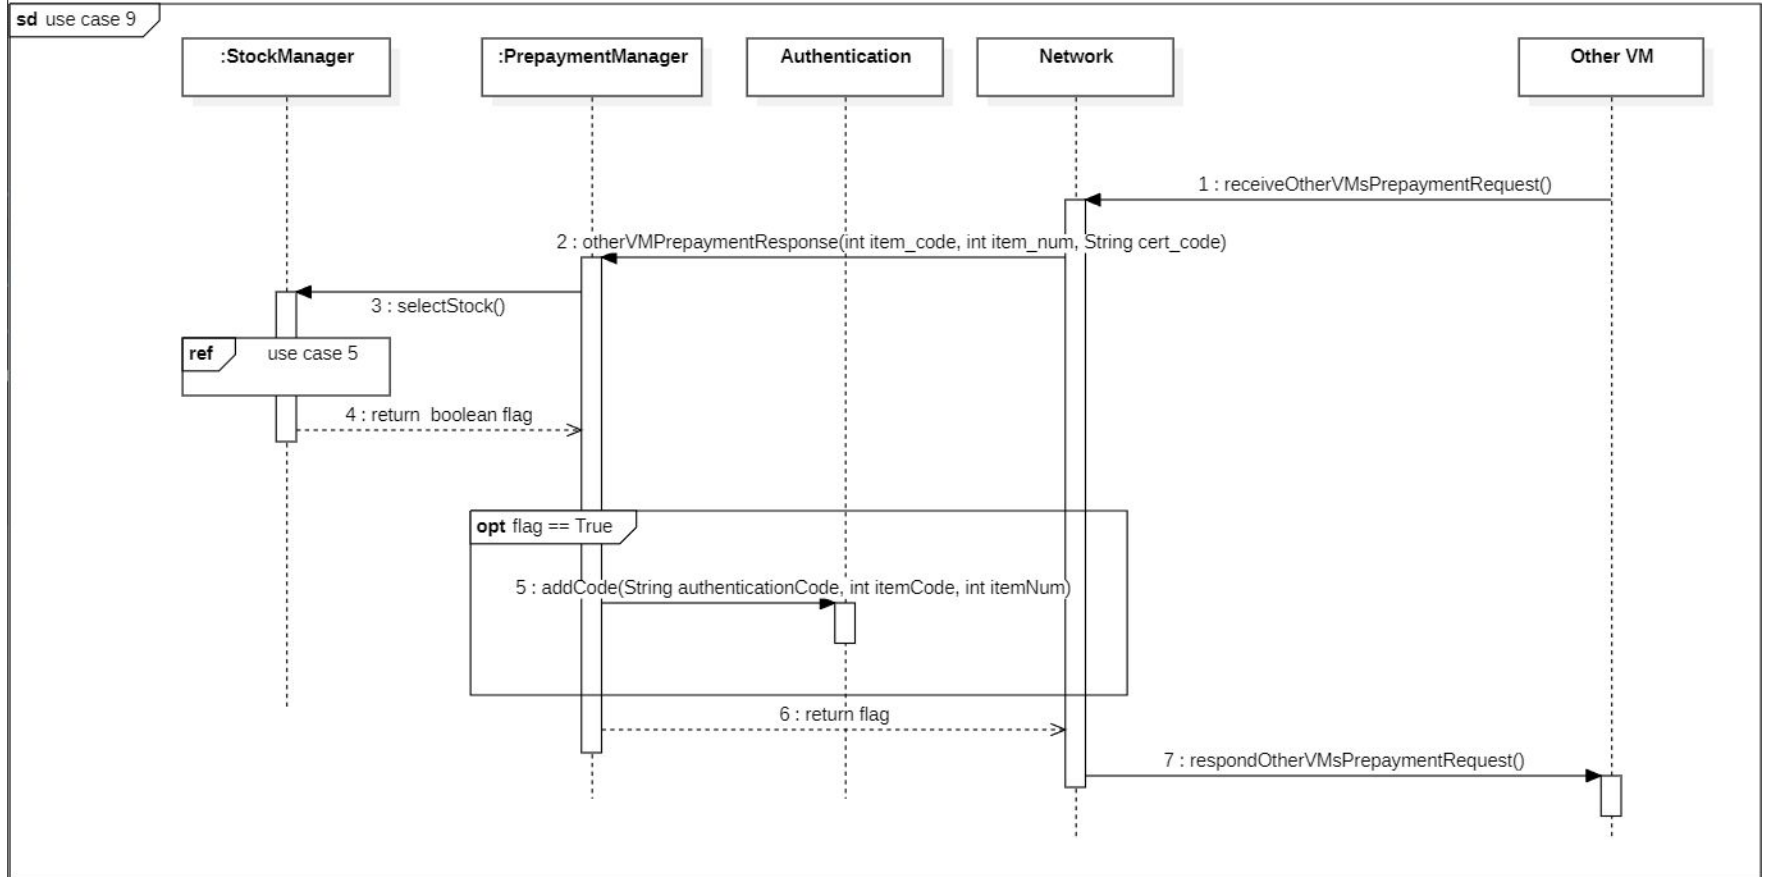 sd use case 9
:StockManager
:PrepaymentManager
Authentication
Network
Other VM
1 : receiveOtherVMsPrepaymentRequest()
2 : otherVMPrepaymentResponse(int item_code, int item_num, String cert_code)
3 : selectStock()
ref use case 5
4 : return  boolean flag
opt flag == True
5 : addCode(String authenticationCode, int itemCode, int itemNum)
6 : return flag
7 : respondOtherVMsPrepaymentRequest()